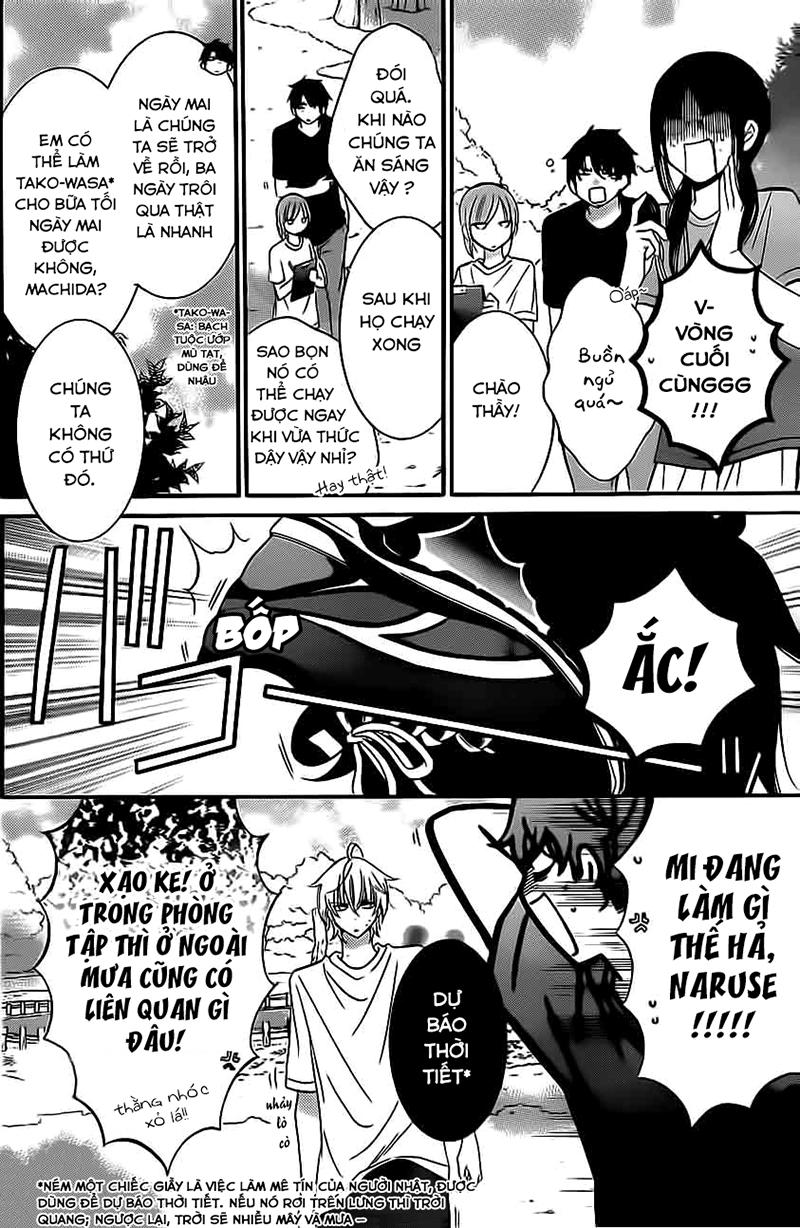 V-
VÒNG
CUỐI
CÙNGGG
!!!
Oáp~
Buồn
ngủ
quá~
CHÀO
THẦY!
ĐÓI
QUÁ.
KHI NÀO
CHÚNG TA
ĂN SÁNG
VẬY ?
SAU KHI
HỌ CHẠY
XONG
SAO BỌN
NÓ CÓ
THỂ CHẠY
ĐƯỢC NGAY
KHI VỪA THỨC
DẬY VẬY NHỈ?
Hay thật!
NGÀY MAI
LÀ CHÚNG
TA SẼ TRỞ
VỀ RỒI, BA
NGÀY TRÔI
QUA THẬT
LÀ NHANH
EM CÓ
THỂ LÀM
TAKO-WASA*
CHO BỮA TỐI
NGÀY MAI
ĐƯỢC
KHÔNG,
MACHIDA?
*TAKO-WA-
SA: BẠCH
TUỘC ƯỚP
MÙ TẠT,
DÙNG ĐỂ
NHẬU
CHÚNG
TA
KHÔNG
CÓ THỨ
ĐÓ.
ẮC!
BỐP
MI ĐANG
LÀM GÌ
THẾ HẢ,
NARUSE
!!!!!
DỰ
BÁO
THỜI
TIẾT*
nhảy
lò
cò
XẠO KE! Ở
TRONG PHÒNG
TẬP THÌ Ở NGOÀI
MƯA CŨNG CÓ
LIÊN QUAN GÌ
ĐÂU!
thằng nhóc
xỏ lá!!
*NÉM MỘT CHIẾC GIẦY LÀ VIỆC LÀM MÊ TÍN CỦA NGƯỜI NHẬT, ĐƯỢC
DÙNG ĐỂ DỰ BÁO THỜI TIẾT. NẾU NÓ RƠI TRÊN LƯNG THÌ TRỜI
QUANG; NGƯỢC LẠI, TRỜI SẼ NHIỀU MÂY VÀ MƯA –